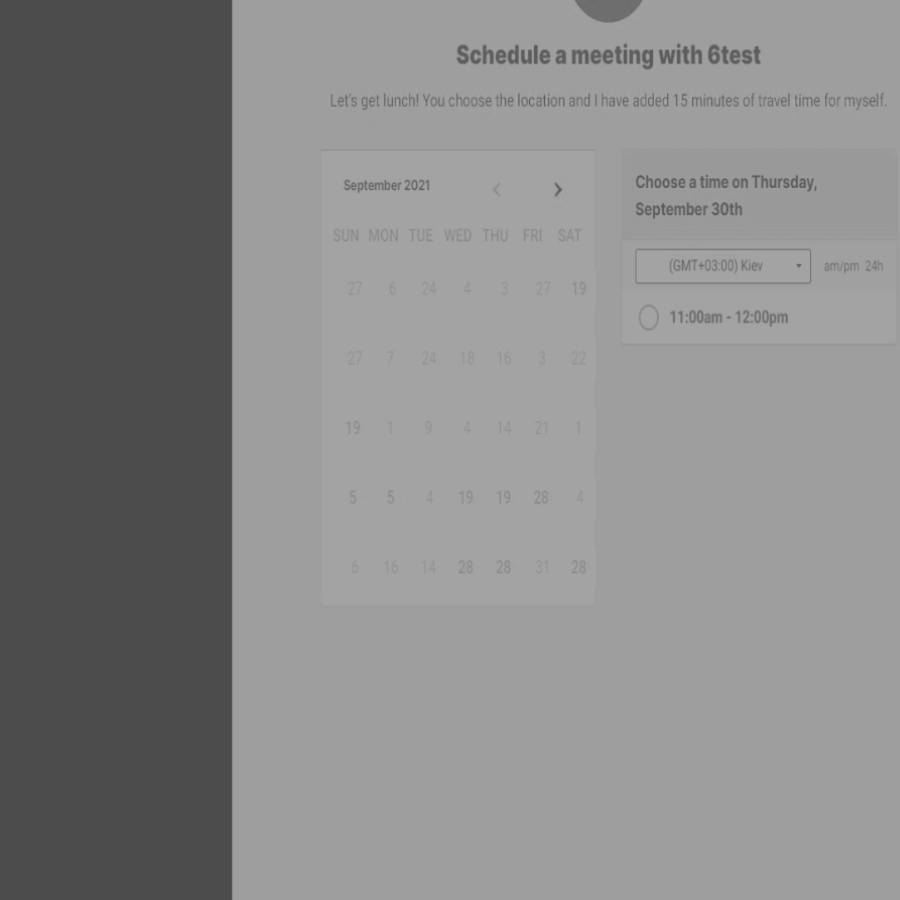 Schedule a meeting with 6test
Let's get lunch! You choose the location and I have added 15 minutes of travel time for myself.
September 2021
SUN MON TUE WED THU FRI SAT
27 6 24 4 3 27 19
27 7 24 18 16 3 22
19 1 9 4 14 21 1
5 5 4 19 19 28 4
6 16 14 28 28 31 28
Choose a time on Thursday,
September 30th
(GMT+03:00) Kiev am/pm 24h
11:00am - 12:00pm